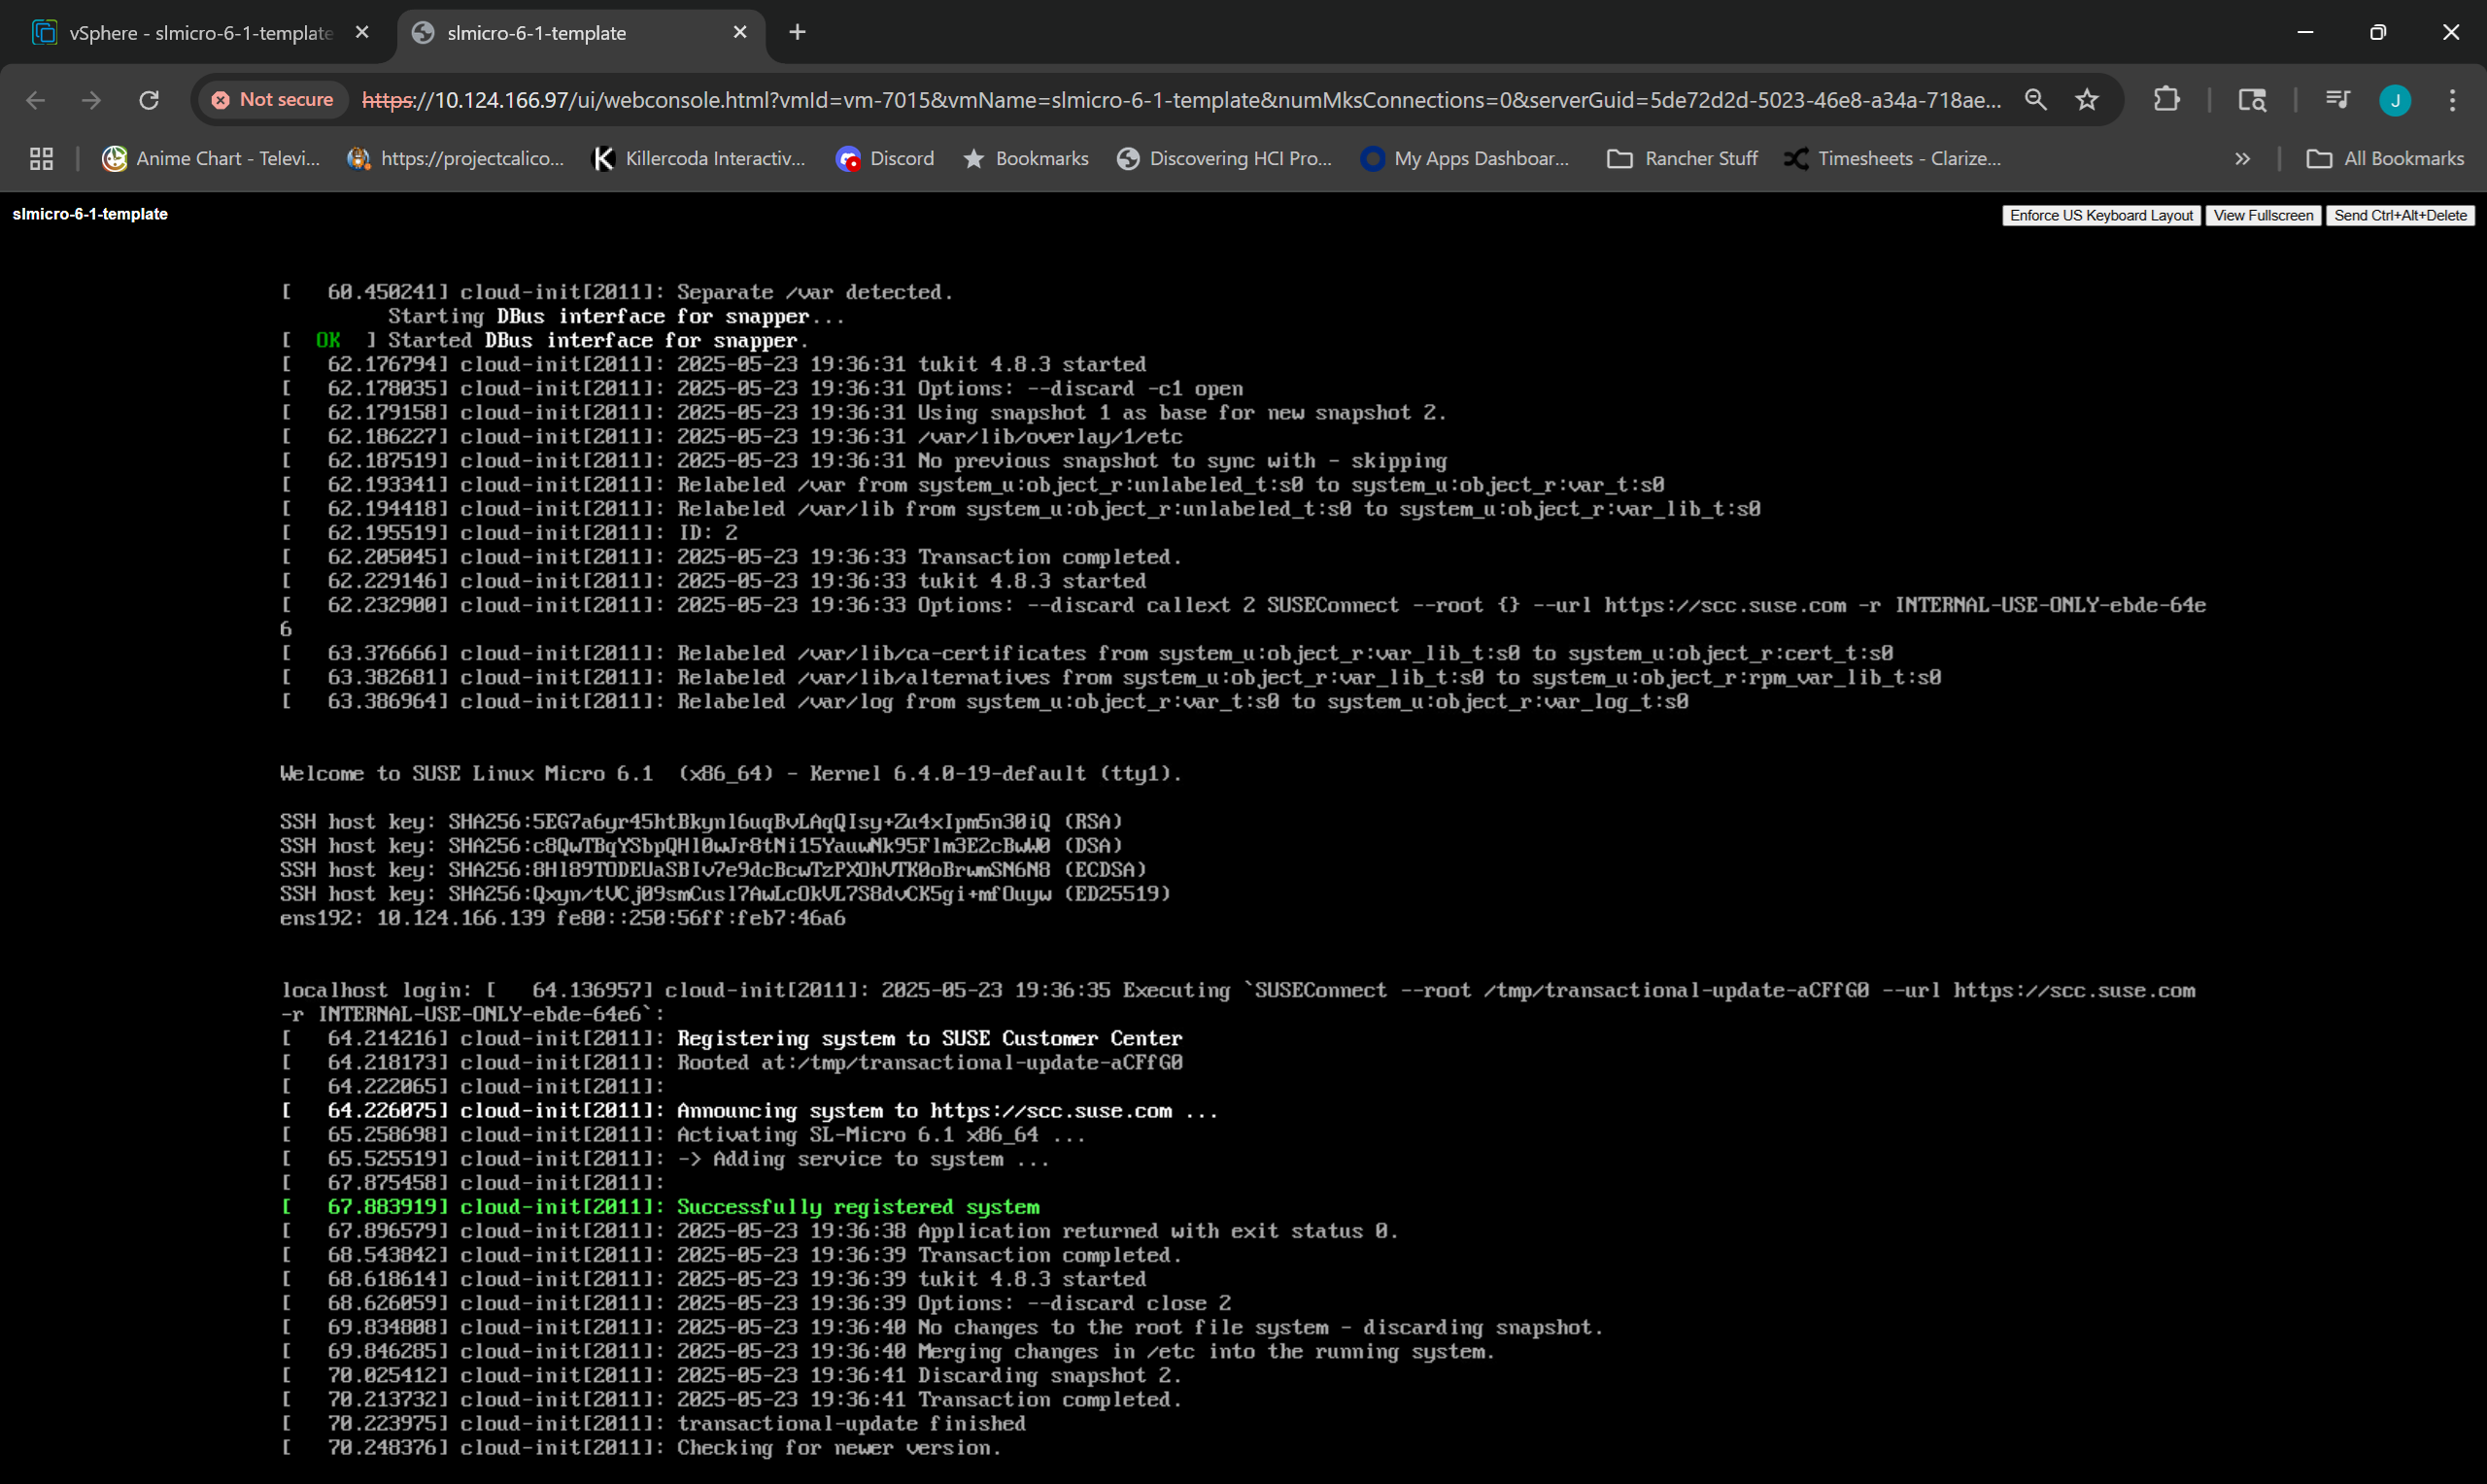 vSphere - slmicro-6-1-template
slmicro-6-1-template
Not secure
https://10.124.166.97/ui/webconsole.html?vmId=vm-7015&vmName=slmicro-6-1-template&numMksConnections=0&serverGuid=5de72d2d-5023-46e8-a34a-718ae...
J
Anime Chart - Televi...
https://projectcalico...
Killercoda Interactiv...
Discord
Bookmarks
Discovering HCI Pro...
My Apps Dashboar...
Rancher Stuff
Timesheets - Clarize...
»
All Bookmarks
slmicro-6-1-template
Enforce US Keyboard Layout
View Fullscreen
Send Ctrl+Alt+Delete
[   60.450241] cloud-init[2011]: Separate /var detected.
Starting DBus interface for snapper...
[  OK  ] Started DBus interface for snapper.
[   62.176794] cloud-init[2011]: 2025-05-23 19:36:31 tukit 4.8.3 started
[   62.178035] cloud-init[2011]: 2025-05-23 19:36:31 Options: --discard -c1 open
[   62.179158] cloud-init[2011]: 2025-05-23 19:36:31 Using snapshot 1 as base for new snapshot 2.
[   62.186227] cloud-init[2011]: 2025-05-23 19:36:31 /var/lib/overlay/1/etc
[   62.187519] cloud-init[2011]: 2025-05-23 19:36:31 No previous snapshot to sync with - skipping
[   62.193341] cloud-init[2011]: Relabeled /var from system_u:object_r:unlabeled_t:s0 to system_u:object_r:var_t:s0
[   62.194418] cloud-init[2011]: Relabeled /var/lib from system_u:object_r:unlabeled_t:s0 to system_u:object_r:var_lib_t:s0
[   62.195519] cloud-init[2011]: ID: 2
[   62.205045] cloud-init[2011]: 2025-05-23 19:36:33 Transaction completed.
[   62.229146] cloud-init[2011]: 2025-05-23 19:36:33 tukit 4.8.3 started
[   62.232900] cloud-init[2011]: 2025-05-23 19:36:33 Options: --discard callext 2 SUSEConnect --root {} --url https://scc.suse.com -r INTERNAL-USE-ONLY-ebde-64e
6
[   63.376666] cloud-init[2011]: Relabeled /var/lib/ca-certificates from system_u:object_r:var_lib_t:s0 to system_u:object_r:cert_t:s0
[   63.382681] cloud-init[2011]: Relabeled /var/lib/alternatives from system_u:object_r:var_lib_t:s0 to system_u:object_r:rpm_var_lib_t:s0
[   63.386964] cloud-init[2011]: Relabeled /var/log from system_u:object_r:var_t:s0 to system_u:object_r:var_log_t:s0
Welcome to SUSE Linux Micro 6.1  (x86_64) - Kernel 6.4.0-19-default (tty1).
SSH host key: SHA256:5EG7a6yr45htBkynl6uqBvLAqQIsy+Zu4xIpm5n30iQ (RSA)
SSH host key: SHA256:c8QwTBqYSbpQHl0wJr8tNi15YauwNk95Flm3E2cBwW0 (DSA)
SSH host key: SHA256:8Hl89TODEUaSBIv7e9dcBcwTzPXOhVTK0oBrwmSN6N8 (ECDSA)
SSH host key: SHA256:Qxyn/tVCj09smCusl7AwLcOkVL7S8dvCK5gi+mfOuyw (ED25519)
ens192: 10.124.166.139 fe80::250:56ff:feb7:46a6
localhost login: [   64.136957] cloud-init[2011]: 2025-05-23 19:36:35 Executing `SUSEConnect --root /tmp/transactional-update-aCFfG0 --url https://scc.suse.com
-r INTERNAL-USE-ONLY-ebde-64e6`:
[   64.214216] cloud-init[2011]: Registering system to SUSE Customer Center
[   64.218173] cloud-init[2011]: Rooted at:/tmp/transactional-update-aCFfG0
[   64.222065] cloud-init[2011]:
[   64.226075] cloud-init[2011]: Announcing system to https://scc.suse.com ...
[   65.258698] cloud-init[2011]: Activating SL-Micro 6.1 x86_64 ...
[   65.525519] cloud-init[2011]: -> Adding service to system ...
[   67.875458] cloud-init[2011]:
[   67.883919] cloud-init[2011]: Successfully registered system
[   67.896579] cloud-init[2011]: 2025-05-23 19:36:38 Application returned with exit status 0.
[   68.543842] cloud-init[2011]: 2025-05-23 19:36:39 Transaction completed.
[   68.618614] cloud-init[2011]: 2025-05-23 19:36:39 tukit 4.8.3 started
[   68.626059] cloud-init[2011]: 2025-05-23 19:36:39 Options: --discard close 2
[   69.834808] cloud-init[2011]: 2025-05-23 19:36:40 No changes to the root file system - discarding snapshot.
[   69.846285] cloud-init[2011]: 2025-05-23 19:36:40 Merging changes in /etc into the running system.
[   70.025412] cloud-init[2011]: 2025-05-23 19:36:41 Discarding snapshot 2.
[   70.213732] cloud-init[2011]: 2025-05-23 19:36:41 Transaction completed.
[   70.223975] cloud-init[2011]: transactional-update finished
[   70.248376] cloud-init[2011]: Checking for newer version.